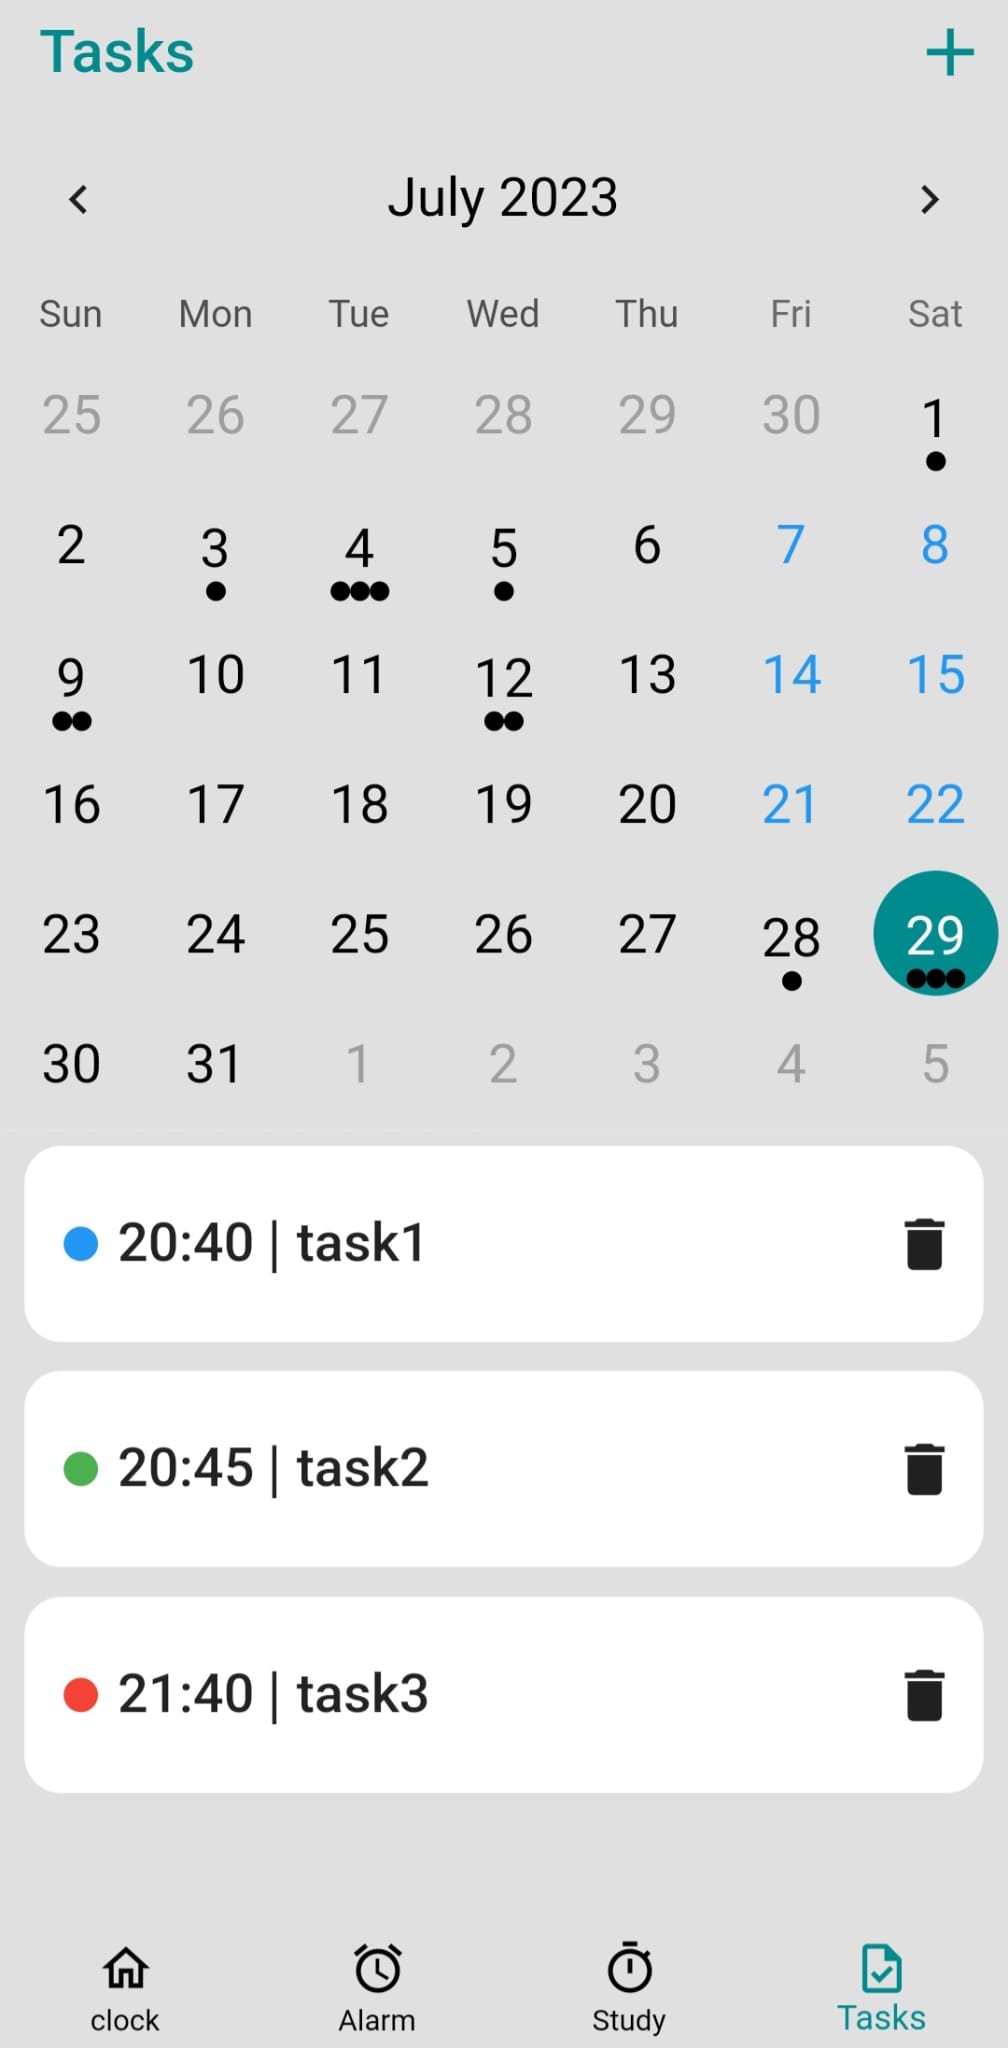 Tasks
July 2023
Sun Mon Tue Wed Thu Fri Sat
25 26 27 28 29 30 1
2 3 4 5 6 7 8
9 10 11 12 13 14 15
16 17 18 19 20 21 22
23 24 25 26 27 28 29
30 31 1 2 3 4 5
20:40 | task1
20:45 | task2
21:40 | task3
clock Alarm Study Tasks